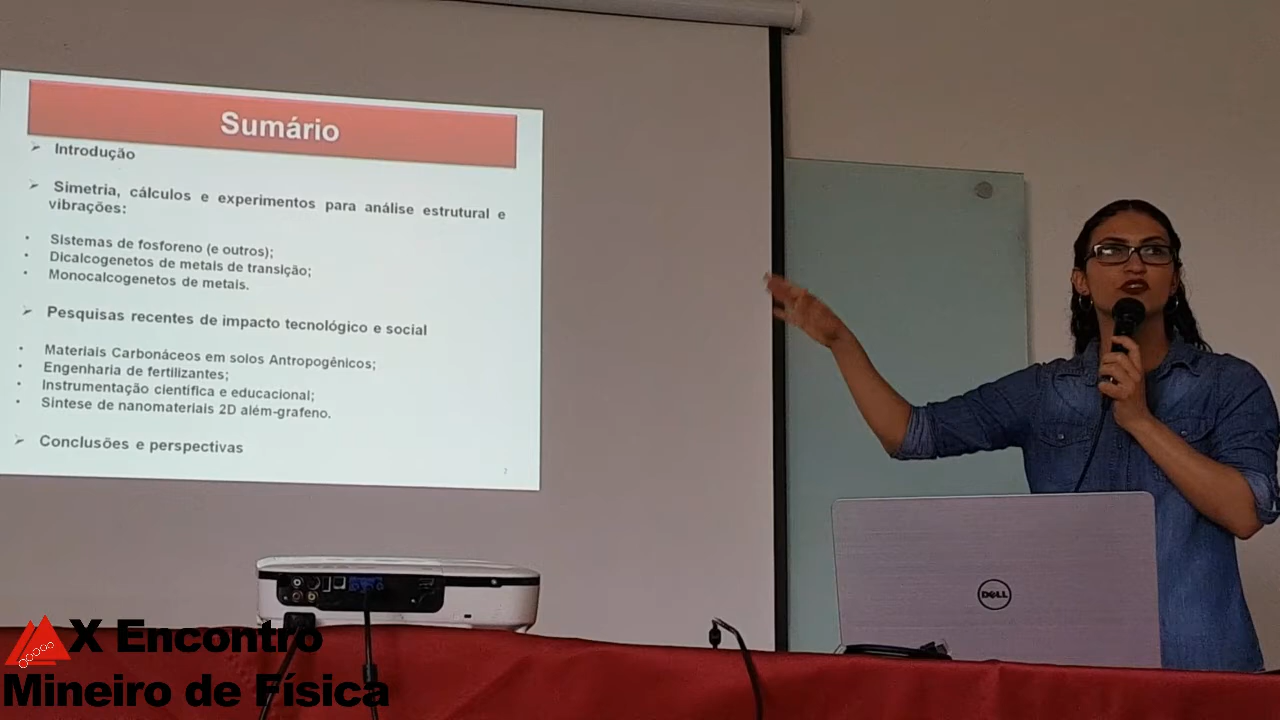 Sumário
➢ Introdução
➢ Simetria, cálculos e experimentos para análise estrutural e
vibrações:
• Sistemas de fosforeno (e outros);
• Dicalcogenetos de metais de transição;
• Monocalcogenetos de metais.
➢ Pesquisas recentes de impacto tecnológico e social
• Materiais Carbonáceos em solos Antropogênicos;
• Engenharia de fertilizantes;
• Instrumentação científica e educacional;
• Síntese de nanomateriais 2D além-grafeno.
➢ Conclusões e perspectivas
DELL
X Encontro
Mineiro de Física